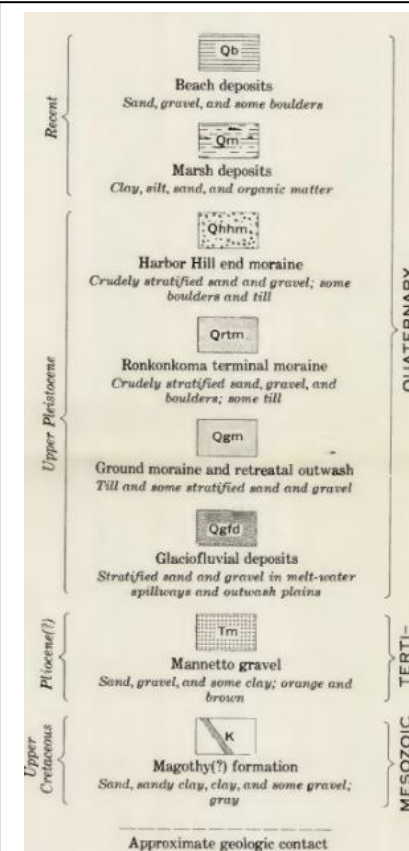 Qb
Beach deposits
Sand, gravel, and some boulders
Qm
Marsh deposits
Clay, silt, sand, and organic matter
Recent
Qhhm
Harbor Hill end moraine
Crudely stratified sand and gravel; some
boulders and till
Qrtm
Ronkonkoma terminal moraine
Crudely stratified sand, gravel, and
boulders; some till
Qgm
Ground moraine and retreatal outwash
Till and some stratified sand and gravel
Qgfd
Glaciofluvial deposits
Stratified sand and gravel in melt-water
spillways and outwash plains
Upper Pleistocene
QUATERNARY
Tm
Mannetto gravel
Sand, gravel, and some clay; orange and
brown
Pliocene(?)
TERTI-
K
Magothy(?) formation
Sand, sandy clay, clay, and some gravel;
gray
Upper
Cretaceous
MESOZOIC
Approximate geologic contact